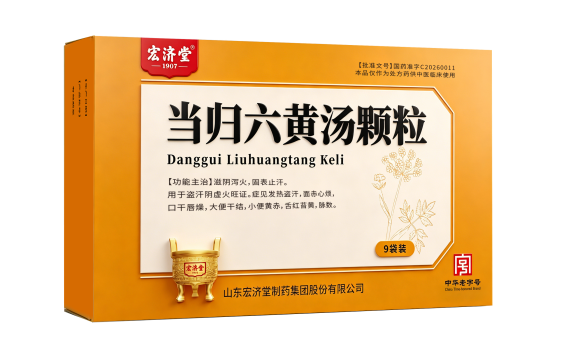 宏济堂®
1907
【批准文号】国药准字C20260011
本品仅作为处方药供中医临床使用
当归六黄汤颗粒
Danggui Liuhuangtang Keli
【功能主治】滋阴泻火,固表止汗。
用于盗汗阴虚火旺证。症见发热盗汗,面赤心烦,
口干唇燥,大便干结,小便黄赤,舌红苔黄,脉数。
9袋装
宏济堂
山东宏济堂制药集团股份有限公司
中华老字号